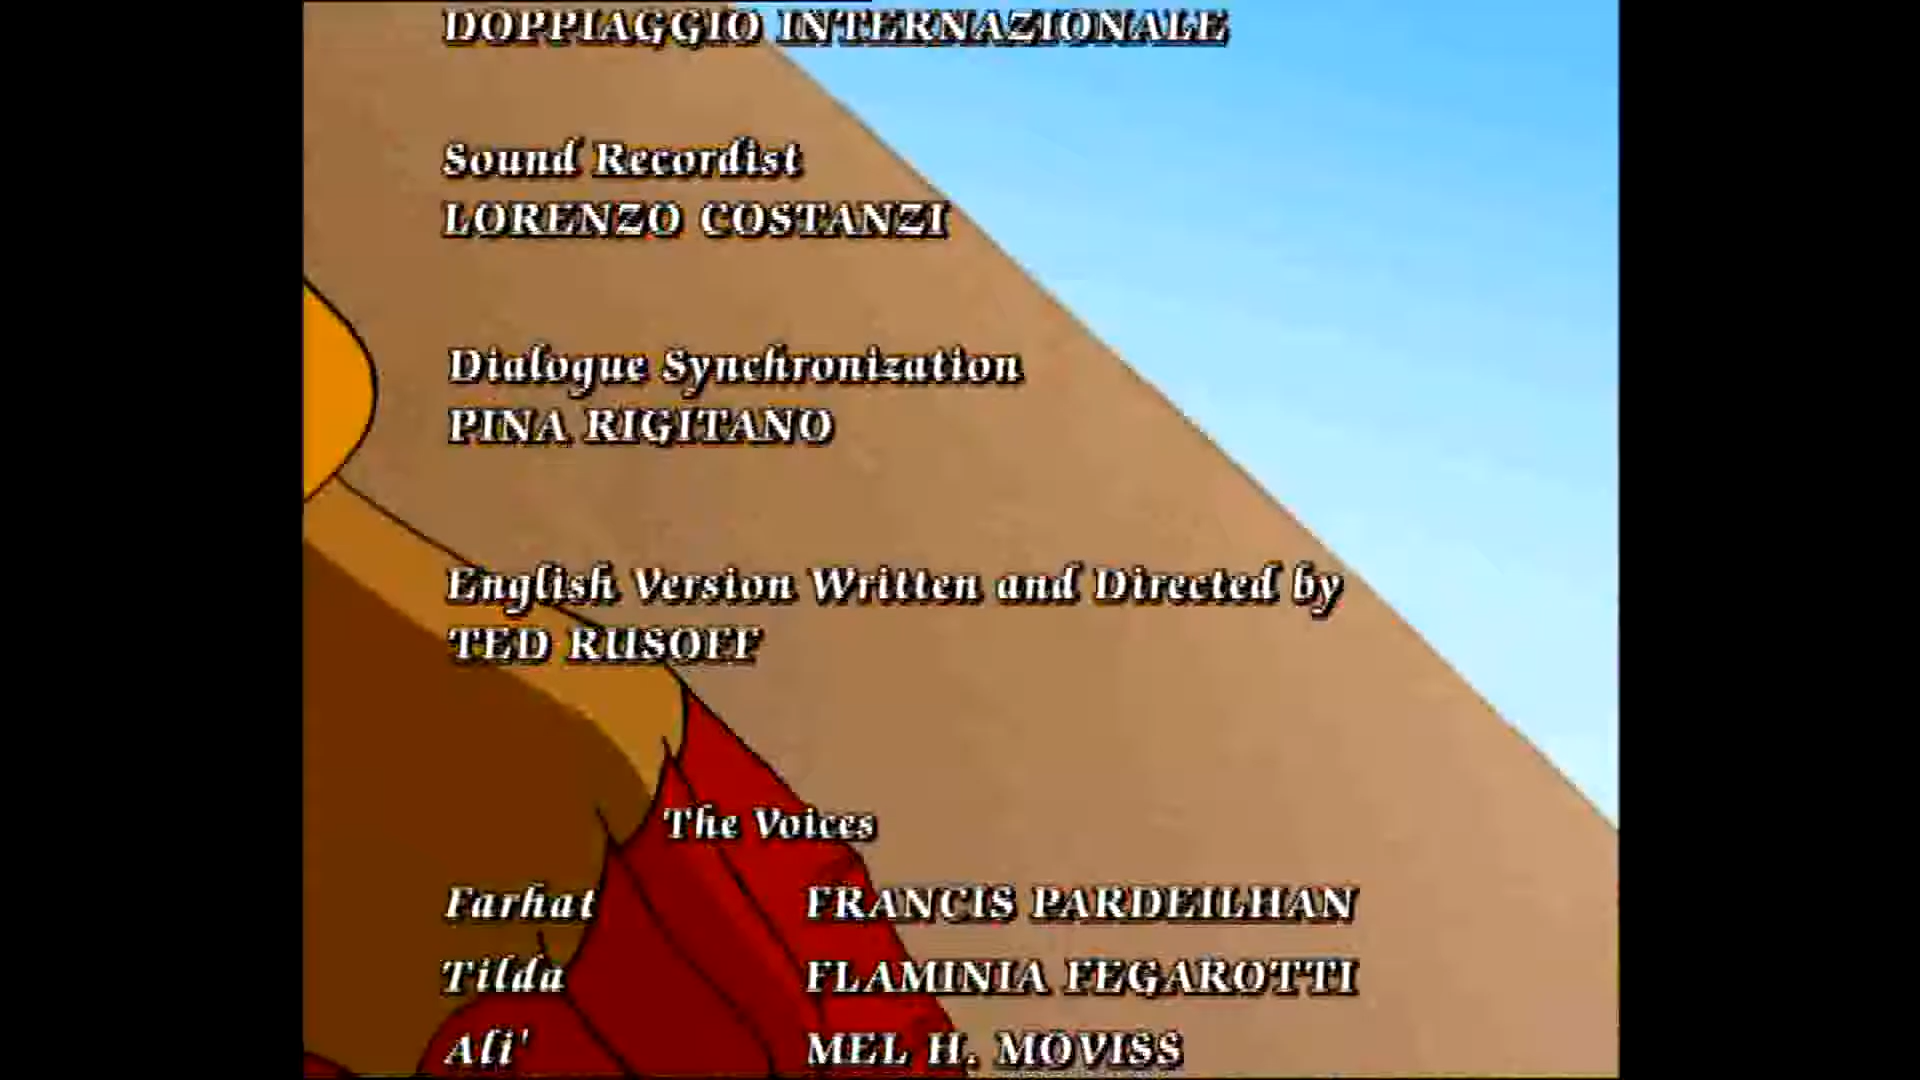 DOPPIAGGIO INTERNAZIONALE
Sound Recordist
LORENZO COSTANZI
Dialogue Synchronization
PINA RIGITANO
English Version Written and Directed by
TED RUSOFF
The Voices
Farhat FRANCIS PARDEILHAN
Tilda FLAMINIA FEGAROTTI
Ali' MEL H. MOVISS